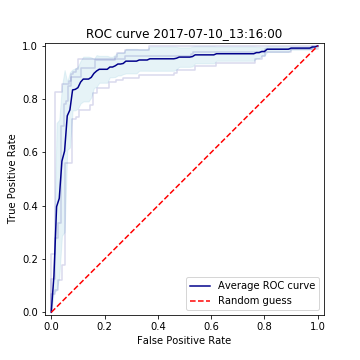 ROC curve 2017-07-10_13:16:00
1.0
0.8
0.6
0.4
0.2
0.0
True Positive Rate
0.0 0.2 0.4 0.6 0.8 1.0
False Positive Rate
Average ROC curve
Random guess